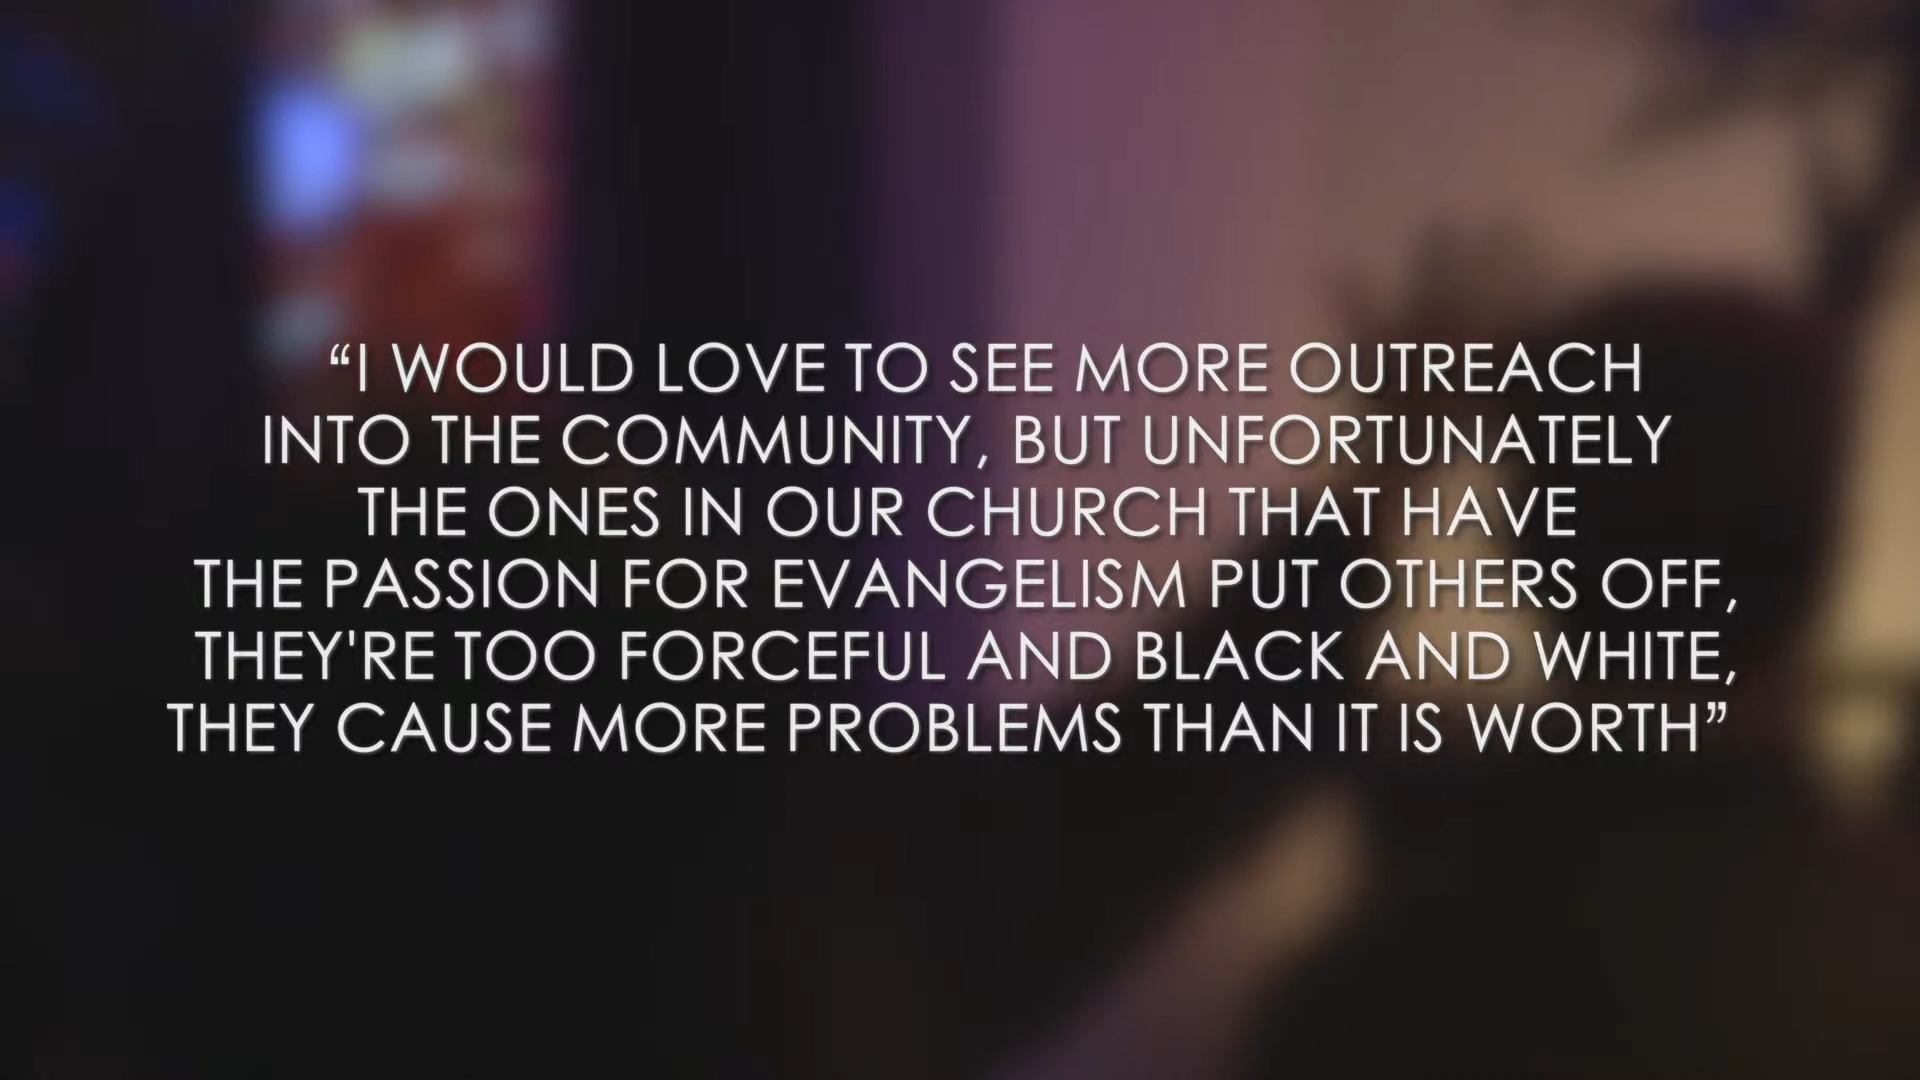 “I WOULD LOVE TO SEE MORE OUTREACH
INTO THE COMMUNITY, BUT UNFORTUNATELY
THE ONES IN OUR CHURCH THAT HAVE
THE PASSION FOR EVANGELISM PUT OTHERS OFF,
THEY'RE TOO FORCEFUL AND BLACK AND WHITE,
THEY CAUSE MORE PROBLEMS THAN IT IS WORTH”